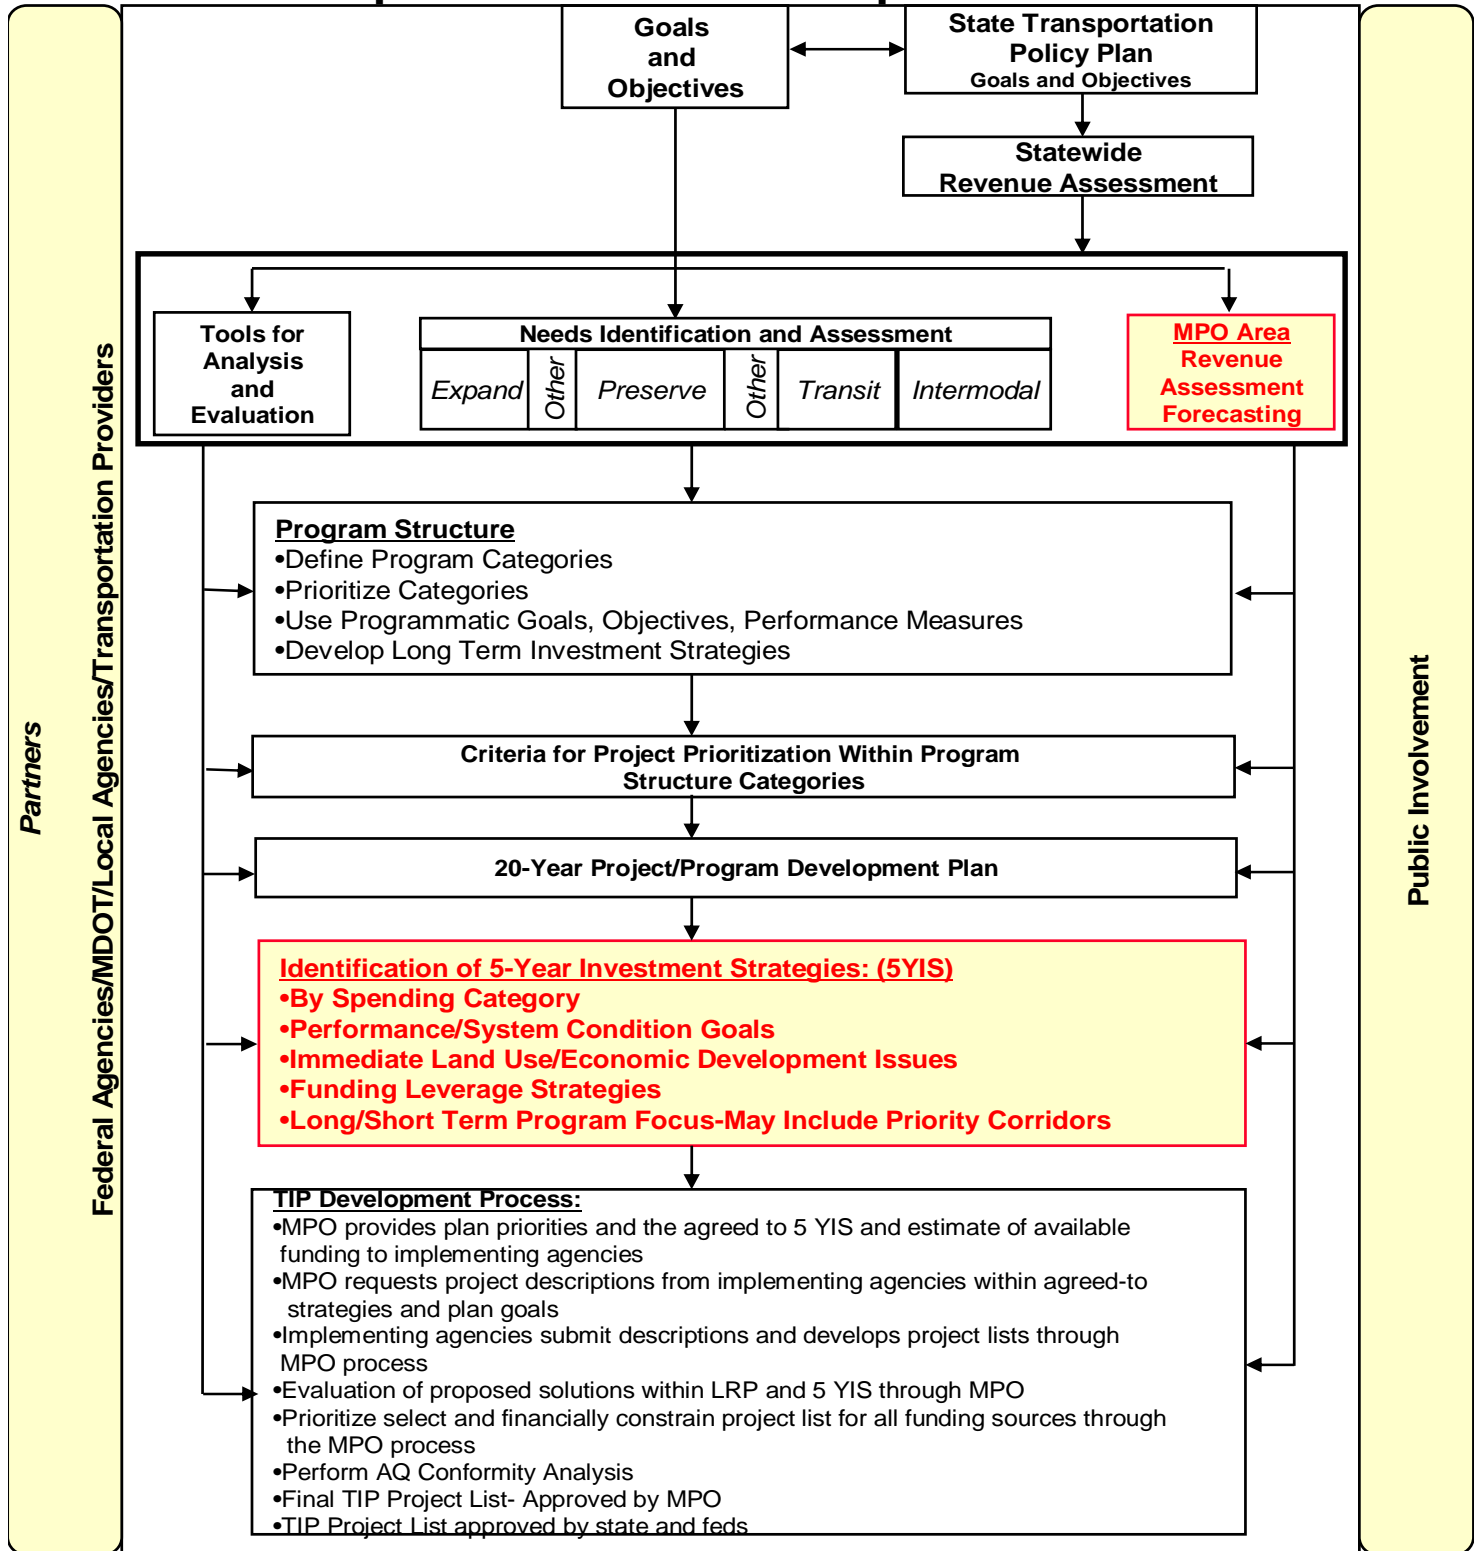 Goals
and
Objectives
State Transportation
Policy Plan
Goals and Objectives
Statewide
Revenue Assessment
Tools for
Analysis
and
Evaluation
Needs Identification and Assessment
Expand
Other
Preserve
Other
Transit
Intermodal
MPO Area
Revenue
Assessment
Forecasting
Program Structure
•Define Program Categories
•Prioritize Categories
•Use Programmatic Goals, Objectives, Performance Measures
•Develop Long Term Investment Strategies
Criteria for Project Prioritization Within Program
Structure Categories
20-Year Project/Program Development Plan
Identification of 5-Year Investment Strategies: (5YIS)
•By Spending Category
•Performance/System Condition Goals
•Immediate Land Use/Economic Development Issues
•Funding Leverage Strategies
•Long/Short Term Program Focus-May Include Priority Corridors
TIP Development Process:
•MPO provides plan priorities and the agreed to 5 YIS and estimate of available
funding to implementing agencies
•MPO requests project descriptions from implementing agencies within agreed-to
strategies and plan goals
•Implementing agencies submit descriptions and develops project lists through
MPO process
•Evaluation of proposed solutions within LRP and 5 YIS through MPO
•Prioritize select and financially constrain project list for all funding sources through
the MPO process
•Perform AQ Conformity Analysis
•Final TIP Project List- Approved by MPO
•TIP Project List approved by state and feds
Partners
Federal Agencies/MDOT/Local Agencies/Transportation Providers
Public Involvement